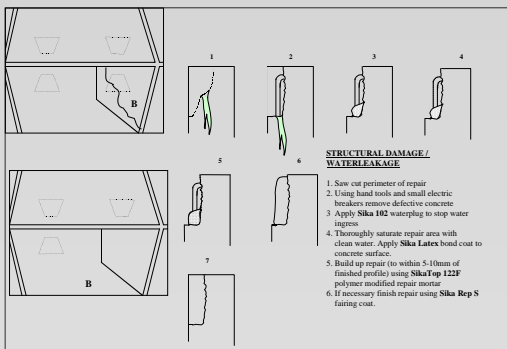 1
2
3
4
B
5
6
7
B
STRUCTURAL DAMAGE /
WATERLEAKAGE
1. Saw cut perimeter of repair
2. Using hand tools and small electric
breakers remove defective concrete
3 Apply Sika 102 waterplug to stop water
ingress
4. Thoroughly saturate repair area with
clean water. Apply Sika Latex bond coat to
concrete surface.
5. Build up repair (to within 5-10mm of
finished profile) using SikaTop 122F
polymer modified repair mortar
6. If necessary finish repair using Sika Rep S
fairing coat.